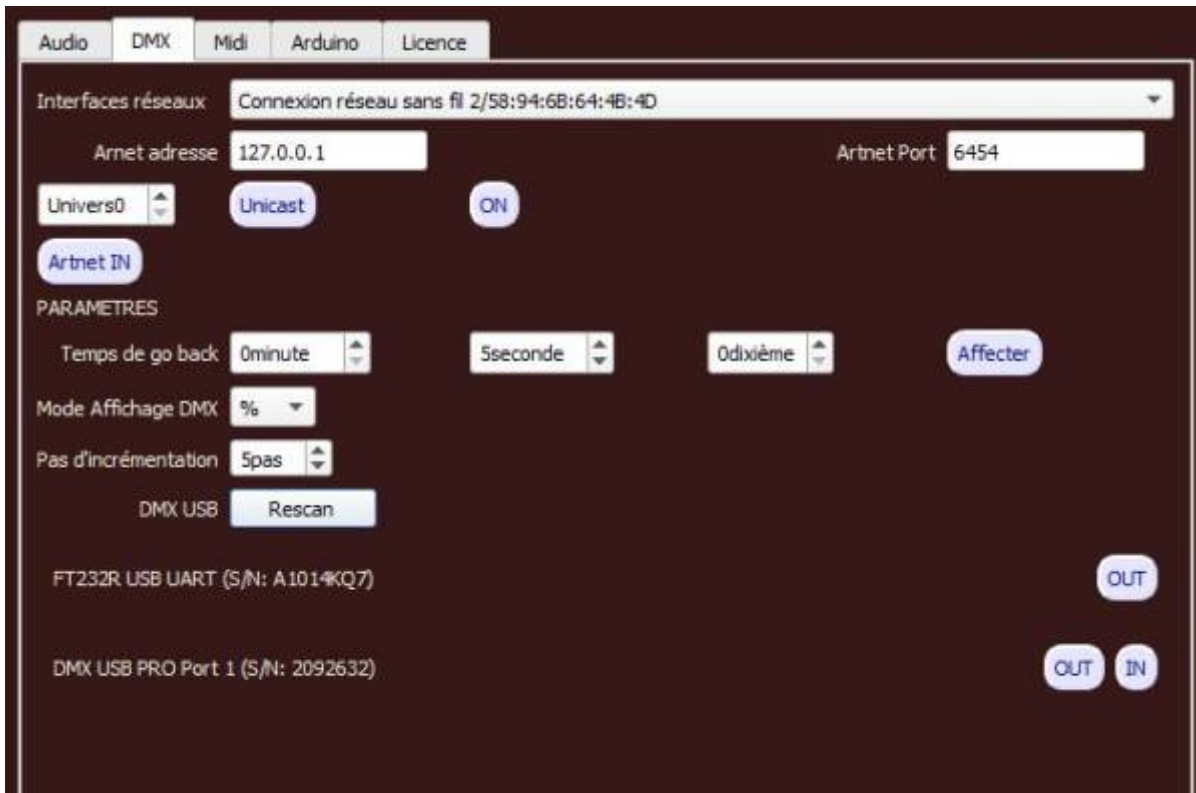 Audio DMX Midi Arduino Licence
Interfaces réseaux Connexion réseau sans fil 2/58:94:6B:64:4B:4D
Arnet adresse 127.0.0.1 Artnet Port 6454
Univers0 Unicast ON
Artnet IN
PARAMETRES
Temps de go back 0minute 5seconde 0dixième Affecter
Mode Affichage DMX %
Pas d'incrémentation 5pas
DMX USB Rescan
FT232R USB UART (S/N: A1014KQ7) OUT
DMX USB PRO Port 1 (S/N: 2092632) OUT IN